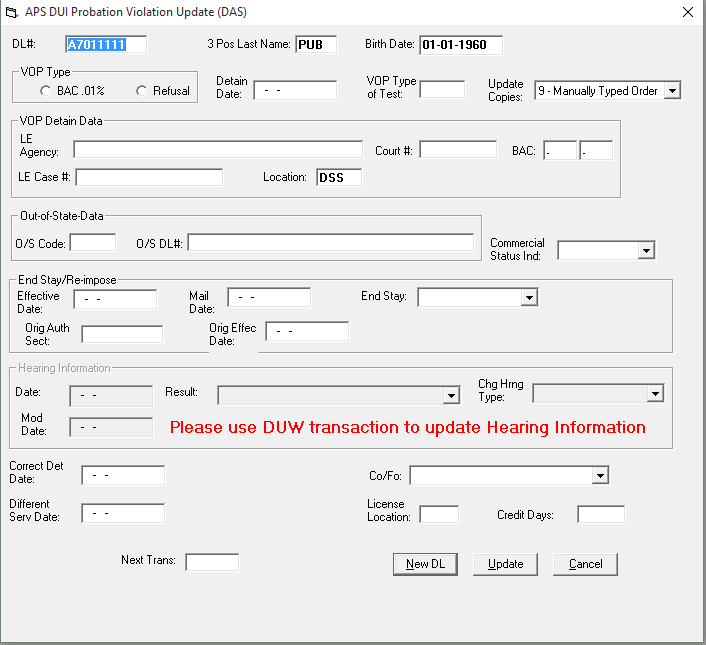 APS DUI Probation Violation Update (DAS)
DL#: A7011111 3 Pos Last Name: PUB Birth Date: 01-01-1960
VOP Type
BAC .01% Refusal
Detain Date: - -
VOP Type of Test:
Update Copies: 9 - Manually Typed Order
VOP Detain Data
LE Agency: Court #: BAC: . .
LE Case #: Location: DSS
Out-of-State-Data
O/S Code: O/S DL#:
Commercial Status Ind:
End Stay/Re-impose
Effective Date: - - Mail Date: - - End Stay:
Orig Auth Sect: Orig Effec Date: - -
Hearing Information
Date: - - Result: Chg Hrng Type:
Mod Date: - - Please use DUW transaction to update Hearing Information
Correct Det Date: - - Co/Fo:
Different Serv Date: - - License Location: Credit Days:
Next Trans: New DL Update Cancel